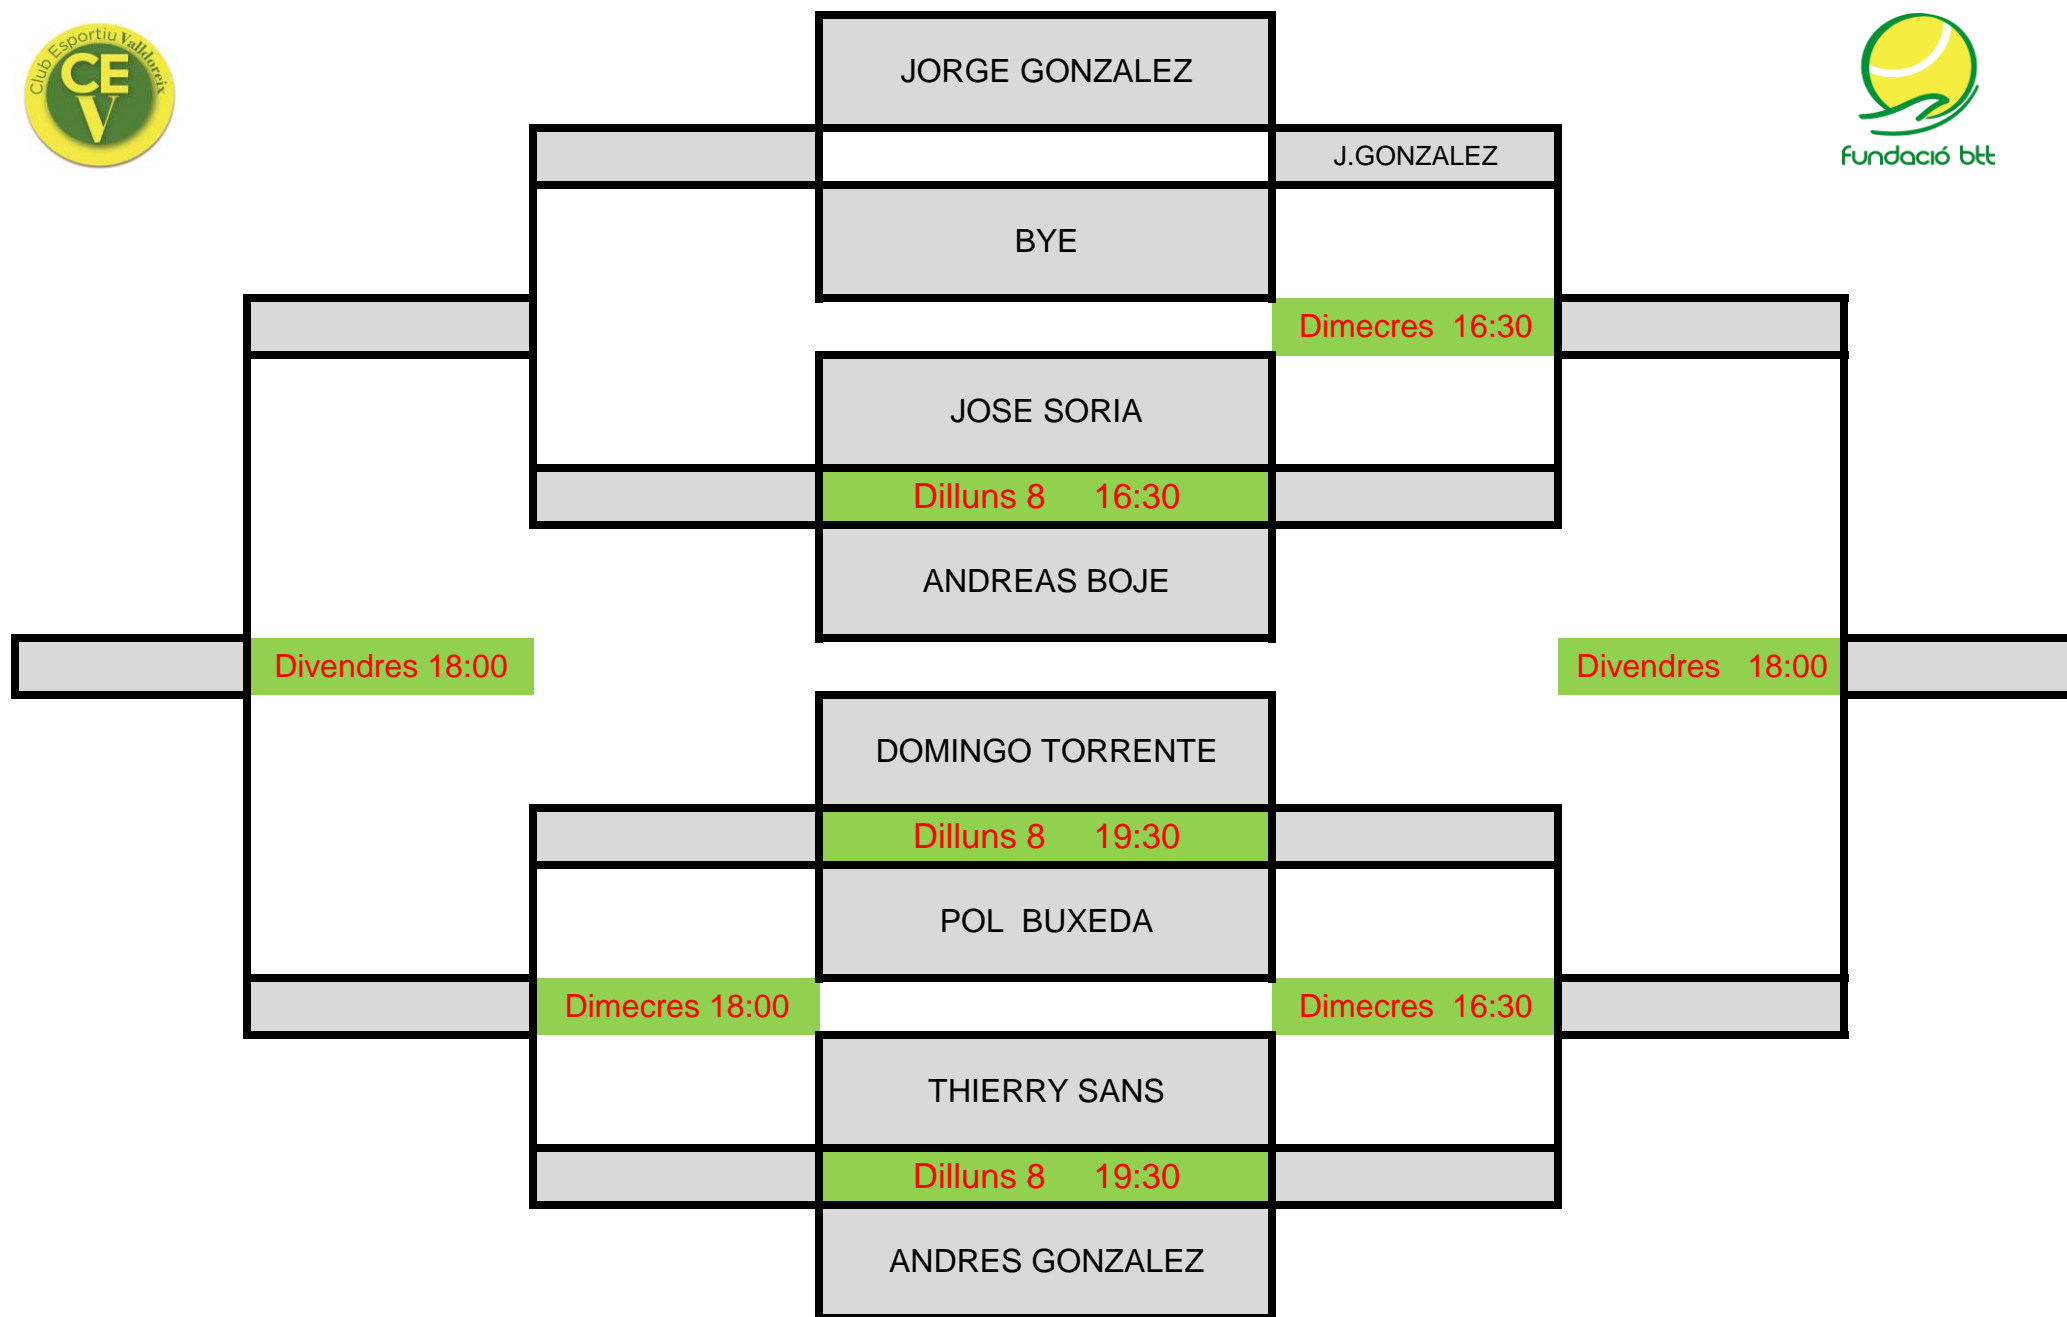 Club Esportiu Valldoreix
CE
V
fundació btt
JORGE GONZALEZ
J.GONZALEZ
BYE
Dimecres  16:30
JOSE SORIA
Dilluns 8     16:30
ANDREAS BOJE
Divendres 18:00
Divendres   18:00
DOMINGO TORRENTE
Dilluns 8     19:30
POL  BUXEDA
Dimecres 18:00
Dimecres  16:30
THIERRY SANS
Dilluns 8     19:30
ANDRES GONZALEZ